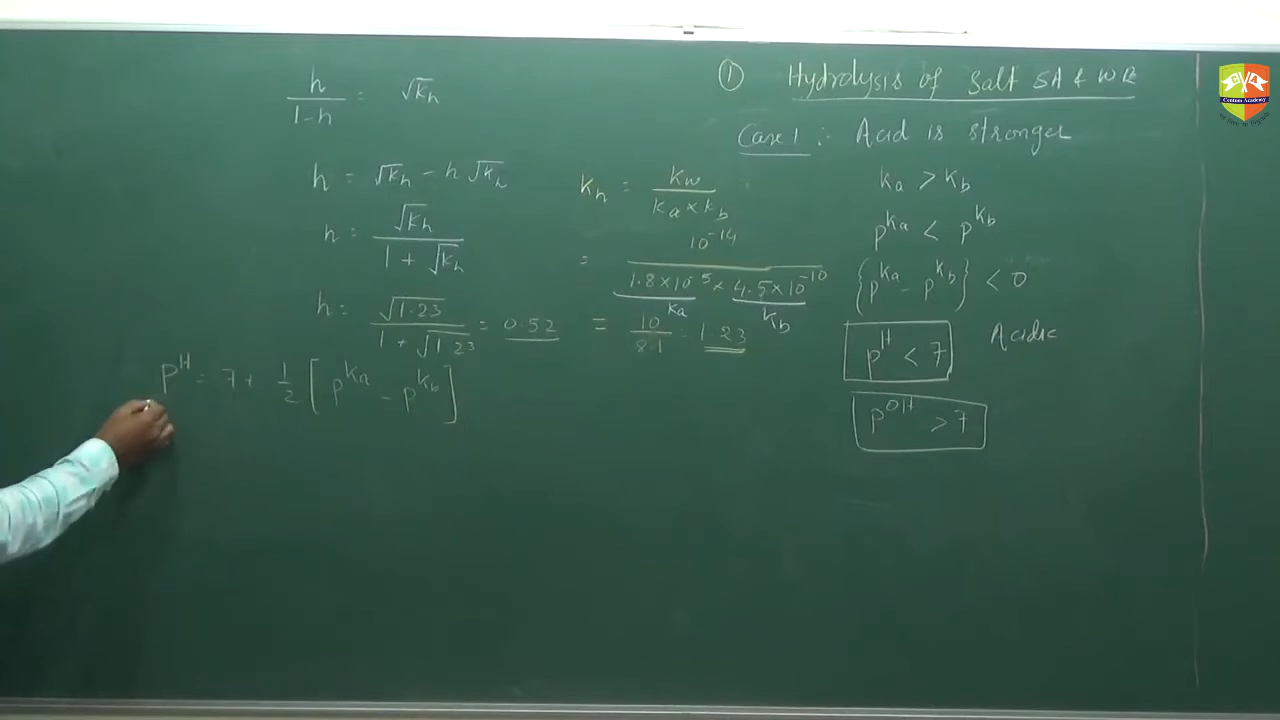 h / 1-h = √Kh
h = √Kh - h √Kh
h = √Kh / 1 + √Kh
h = √1.23 / 1 + √1.23 = 0.52
pH = 7 + 1/2 [pKa - pKb]
Kh = Kw / Ka × Kb
= 10^-14 / 1.8×10^-5 × 4.5×10^-10
Ka Kb
= 10 / 8.1 = 1.23
① Hydrolysis of Salt SA & WB
Case 1 : Acid is stronger
Ka > Kb
pKa < pKb
{pKa - pKb} < 0
pH < 7 Acidic
pOH > 7
Centum Academy